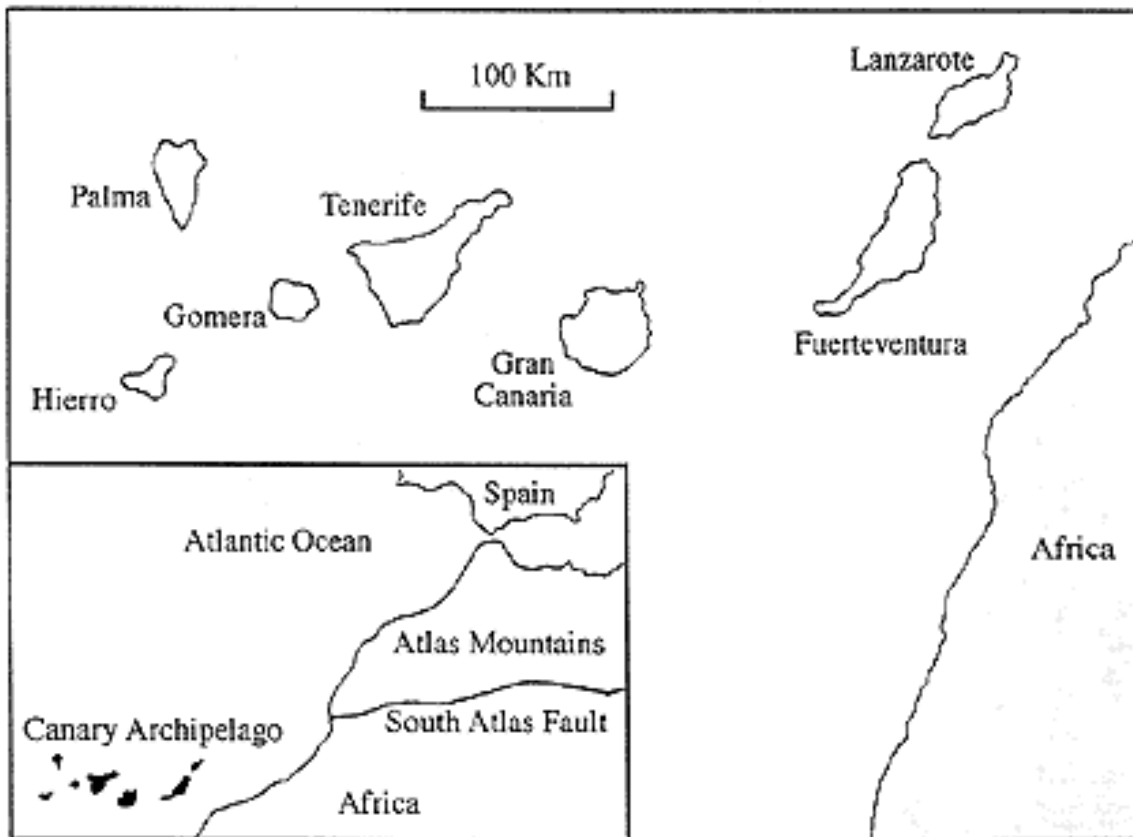 Lanzarote
100 Km
Palma
Tenerife
Gomera
Fuerteventura
Hierro
Gran
Canaria
Spain
Atlantic Ocean
Africa
Atlas Mountains
South Atlas Fault
Canary Archipelago
Africa